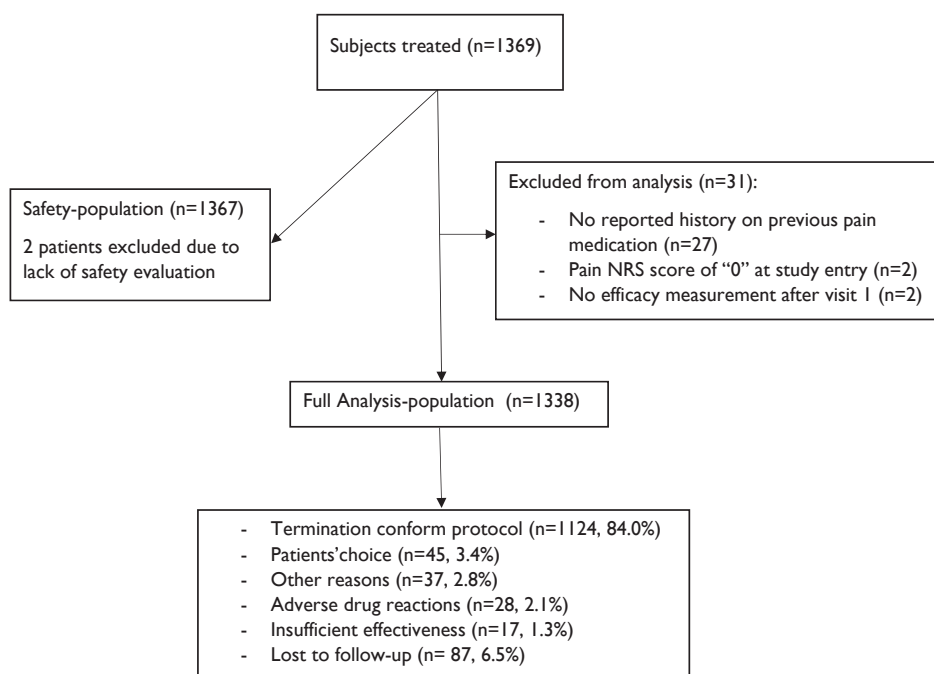 Subjects treated (n=1369)
Safety-population (n=1367)
2 patients excluded due to
lack of safety evaluation
Excluded from analysis (n=31):
- No reported history on previous pain
medication (n=27)
- Pain NRS score of “0” at study entry (n=2)
- No efficacy measurement after visit 1 (n=2)
Full Analysis-population (n=1338)
- Termination conform protocol (n=1124, 84.0%)
- Patients’choice (n=45, 3.4%)
- Other reasons (n=37, 2.8%)
- Adverse drug reactions (n=28, 2.1%)
- Insufficient effectiveness (n=17, 1.3%)
- Lost to follow-up (n= 87, 6.5%)